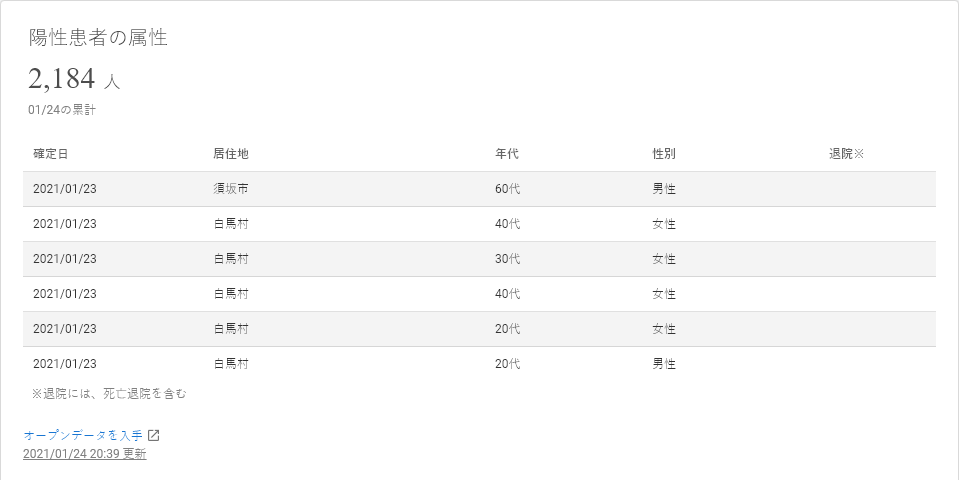 陽性患者の属性
2,184 人
01/24の累計
確定日 居住地 年代 性別 退院※
2021/01/23 須坂市 60代 男性
2021/01/23 白馬村 40代 女性
2021/01/23 白馬村 30代 女性
2021/01/23 白馬村 40代 女性
2021/01/23 白馬村 20代 女性
2021/01/23 白馬村 20代 男性
※退院には、死亡退院を含む
オープンデータを入手
2021/01/24 20:39 更新